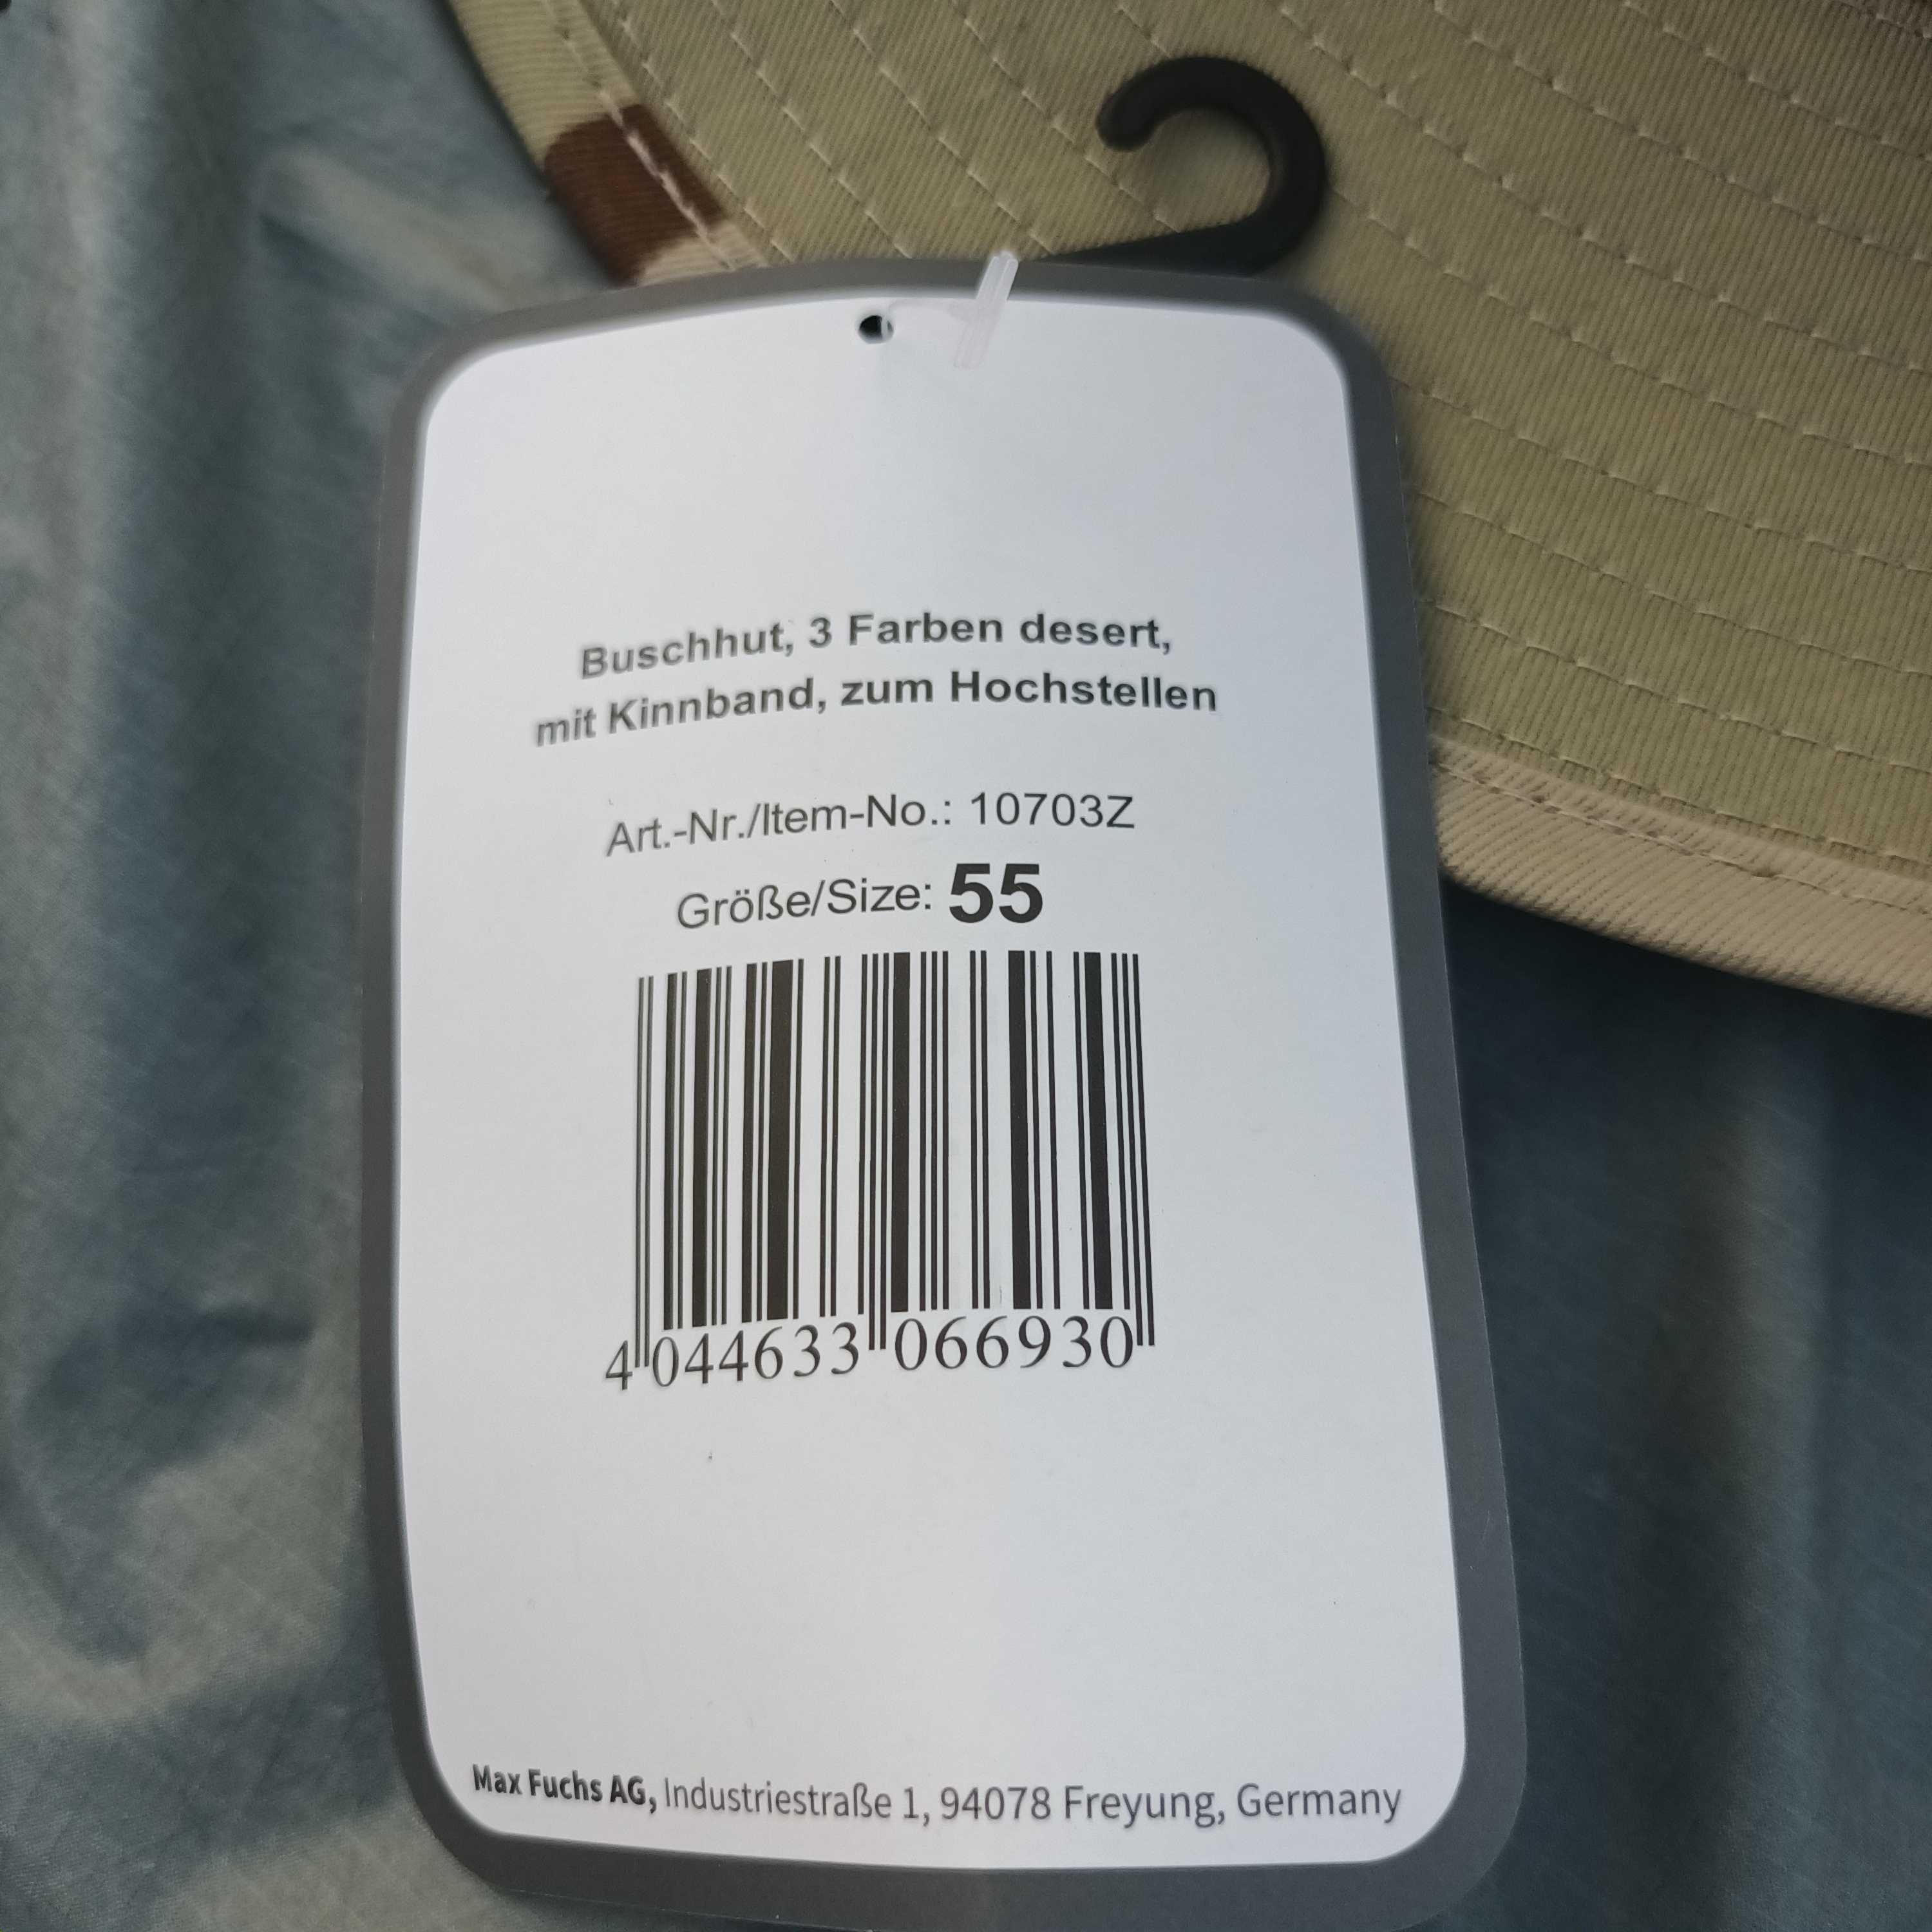 Buschhut, 3 Farben desert,
mit Kinnband, zum Hochstellen
Art.-Nr./Item-No.: 10703Z
Größe/Size: 55
4 044633 066930
Max Fuchs AG, Industriestraße 1, 94078 Freyung, Germany